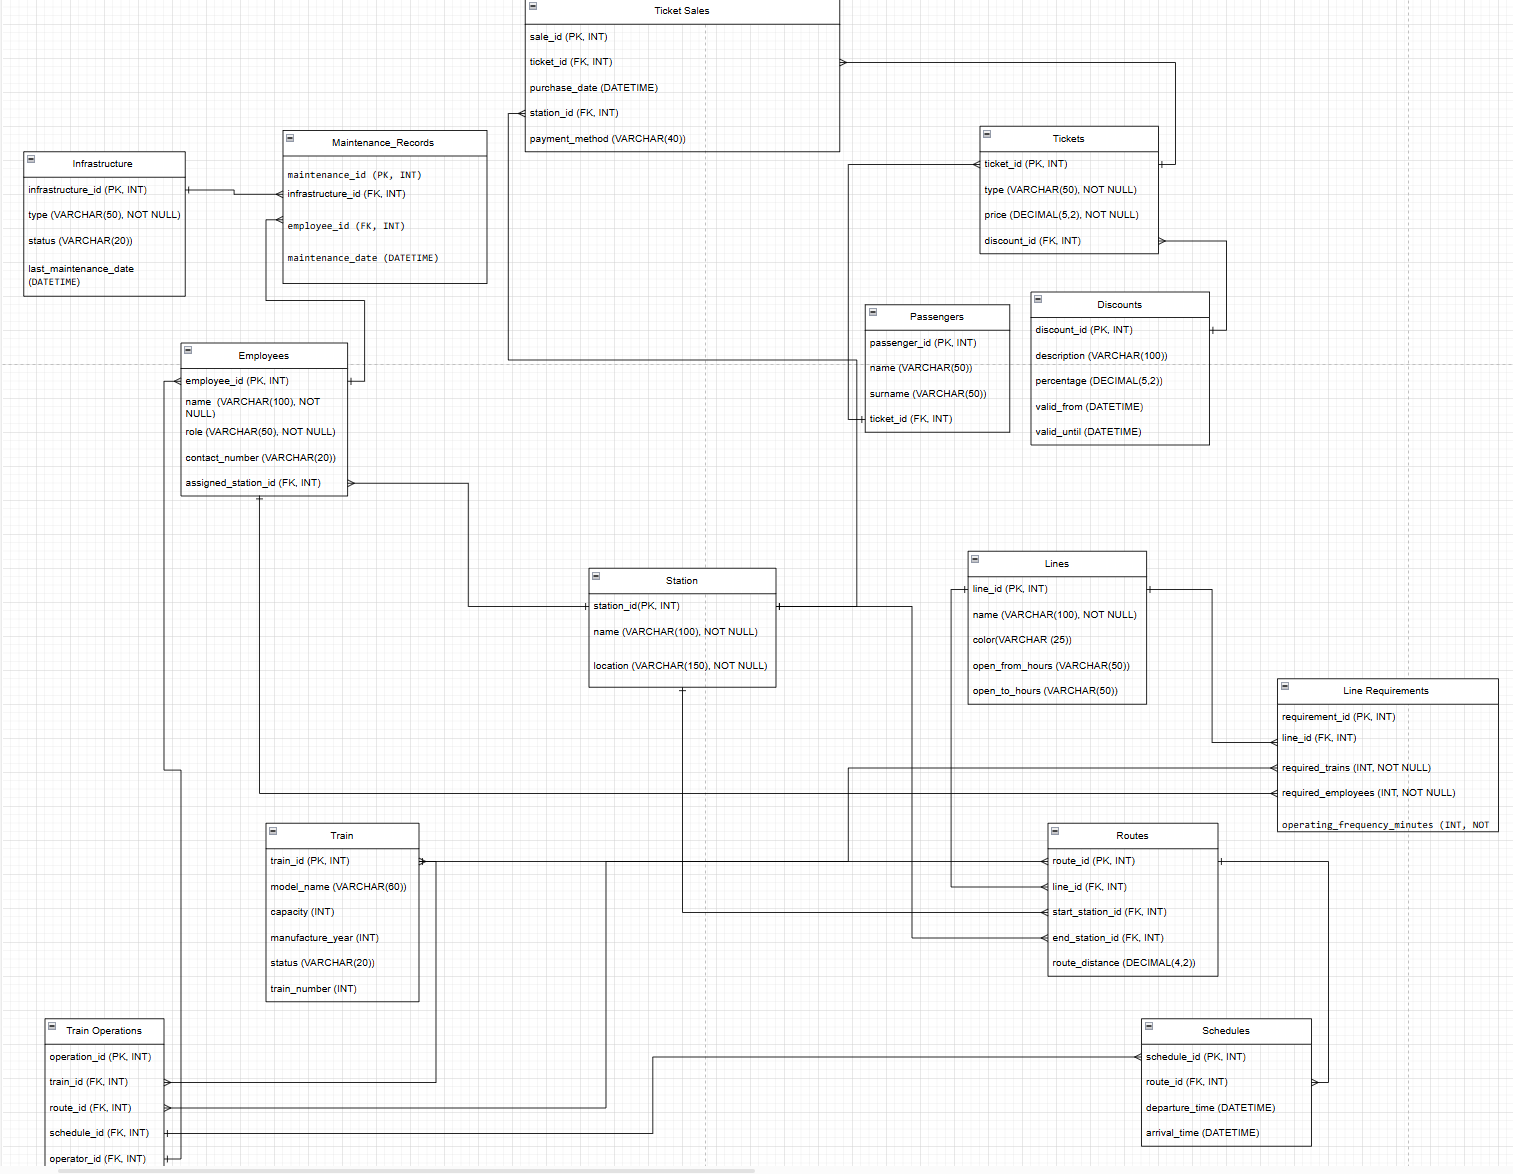 Ticket Sales
sale_id (PK, INT)
ticket_id (FK, INT)
purchase_date (DATETIME)
station_id (FK, INT)
payment_method (VARCHAR(40))
Maintenance_Records
maintenance_id (PK, INT)
infrastructure_id (FK, INT)
employee_id (FK, INT)
maintenance_date (DATETIME)
Infrastructure
infrastructure_id (PK, INT)
type (VARCHAR(50), NOT NULL)
status (VARCHAR(20))
last_maintenance_date
(DATETIME)
Tickets
ticket_id (PK, INT)
type (VARCHAR(50), NOT NULL)
price (DECIMAL(5,2), NOT NULL)
discount_id (FK, INT)
Passengers
passenger_id (PK, INT)
name (VARCHAR(50))
surname (VARCHAR(50))
ticket_id (FK, INT)
Discounts
discount_id (PK, INT)
description (VARCHAR(100))
percentage (DECIMAL(5,2))
valid_from (DATETIME)
valid_until (DATETIME)
Employees
employee_id (PK, INT)
name  (VARCHAR(100), NOT
NULL)
role (VARCHAR(50), NOT NULL)
contact_number (VARCHAR(20))
assigned_station_id (FK, INT)
Station
station_id(PK, INT)
name (VARCHAR(100), NOT NULL)
location (VARCHAR(150), NOT NULL)
Lines
line_id (PK, INT)
name (VARCHAR(100), NOT NULL)
color(VARCHAR (25))
open_from_hours (VARCHAR(50))
open_to_hours (VARCHAR(50))
Line Requirements
requirement_id (PK, INT)
line_id (FK, INT)
required_trains (INT, NOT NULL)
required_employees (INT, NOT NULL)
operating_frequency_minutes (INT, NOT
Train
train_id (PK, INT)
model_name (VARCHAR(60))
capacity (INT)
manufacture_year (INT)
status (VARCHAR(20))
train_number (INT)
Routes
route_id (PK, INT)
line_id (FK, INT)
start_station_id (FK, INT)
end_station_id (FK, INT)
route_distance (DECIMAL(4,2))
Train Operations
operation_id (PK, INT)
train_id (FK, INT)
route_id (FK, INT)
schedule_id (FK, INT)
operator_id (FK, INT)
Schedules
schedule_id (PK, INT)
route_id (FK, INT)
departure_time (DATETIME)
arrival_time (DATETIME)